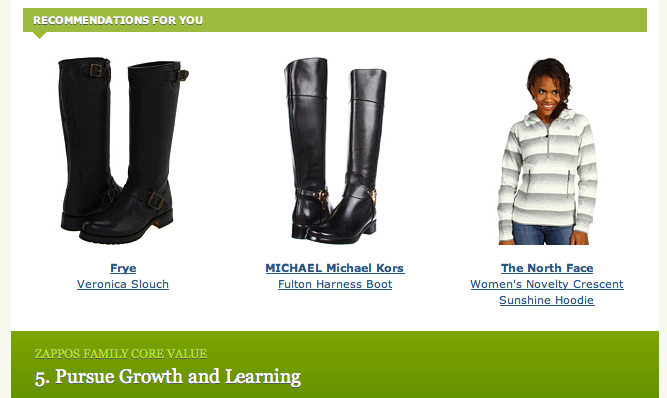 RECOMMENDATIONS FOR YOU
Frye
Veronica Slouch
MICHAEL Michael Kors
Fulton Harness Boot
The North Face
Women's Novelty Crescent
Sunshine Hoodie
ZAPPOS FAMILY CORE VALUE
5. Pursue Growth and Learning